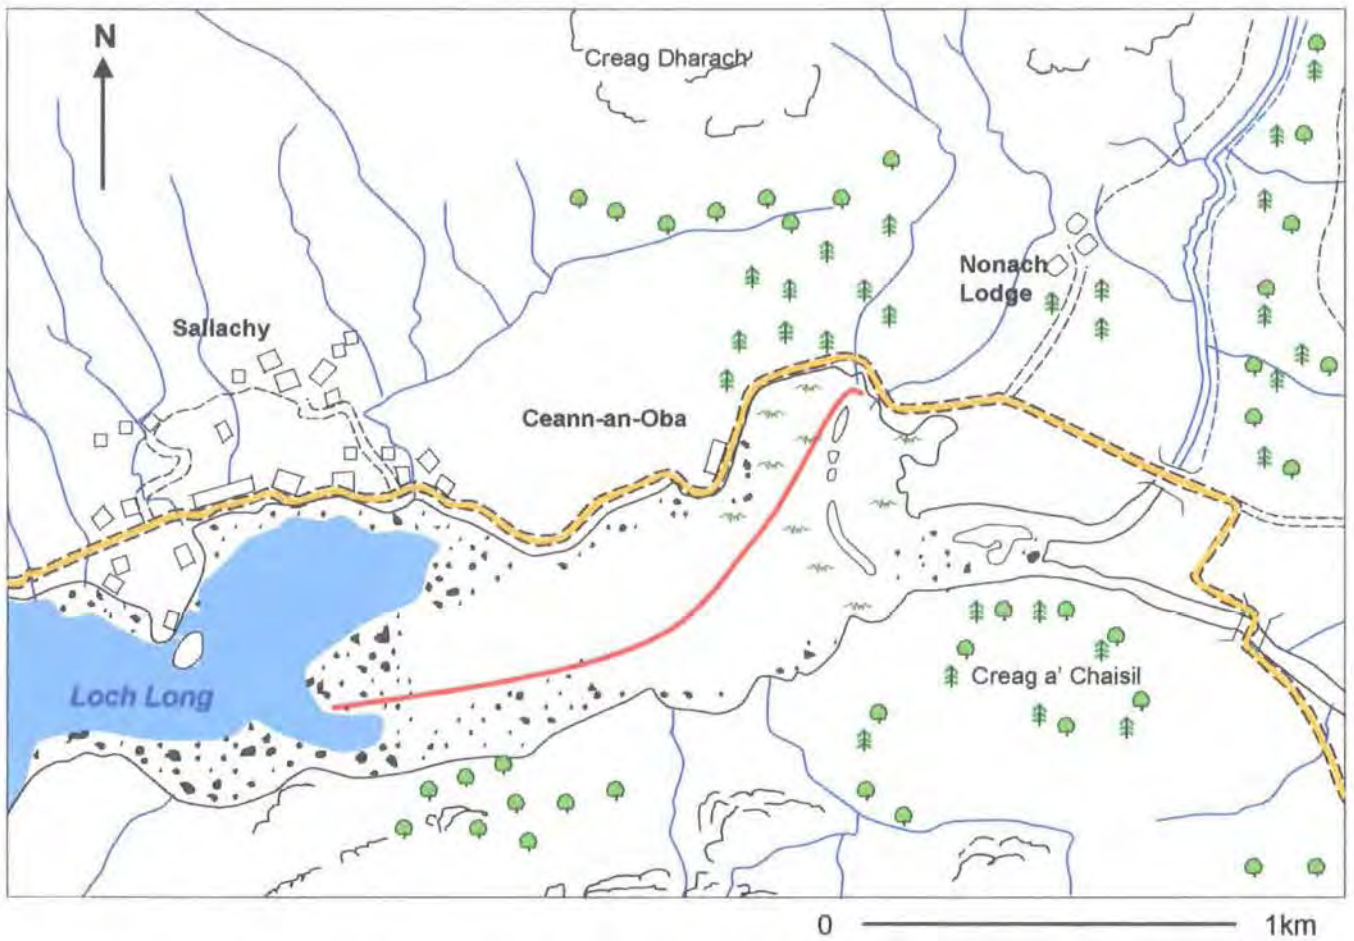 N
Creag Dharach
Nonach
Lodge
Sallachy
Ceann-an-Oba
Creag a' Chaisil
Loch Long
0
1km